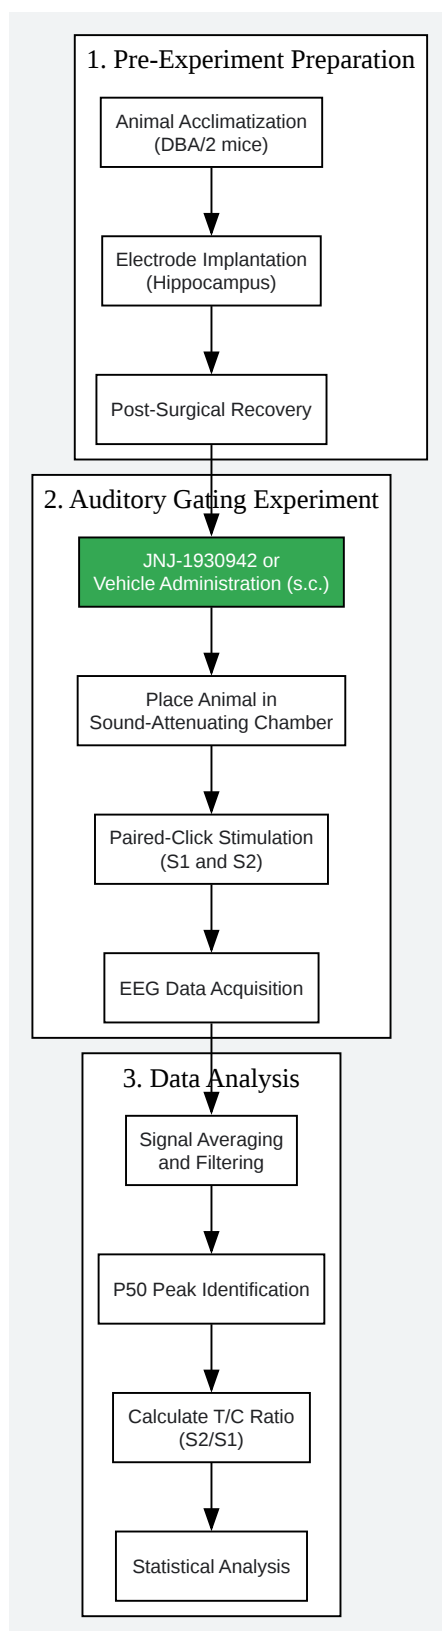 1. Pre-Experiment Preparation
Animal Acclimatization
(DBA/2 mice)
Electrode Implantation
(Hippocampus)
Post-Surgical Recovery
2. Auditory Gating Experiment
JNJ-1930942 or
Vehicle Administration (s.c.)
Place Animal in
Sound-Attenuating Chamber
Paired-Click Stimulation
(S1 and S2)
EEG Data Acquisition
3. Data Analysis
Signal Averaging
and Filtering
P50 Peak Identification
Calculate T/C Ratio
(S2/S1)
Statistical Analysis